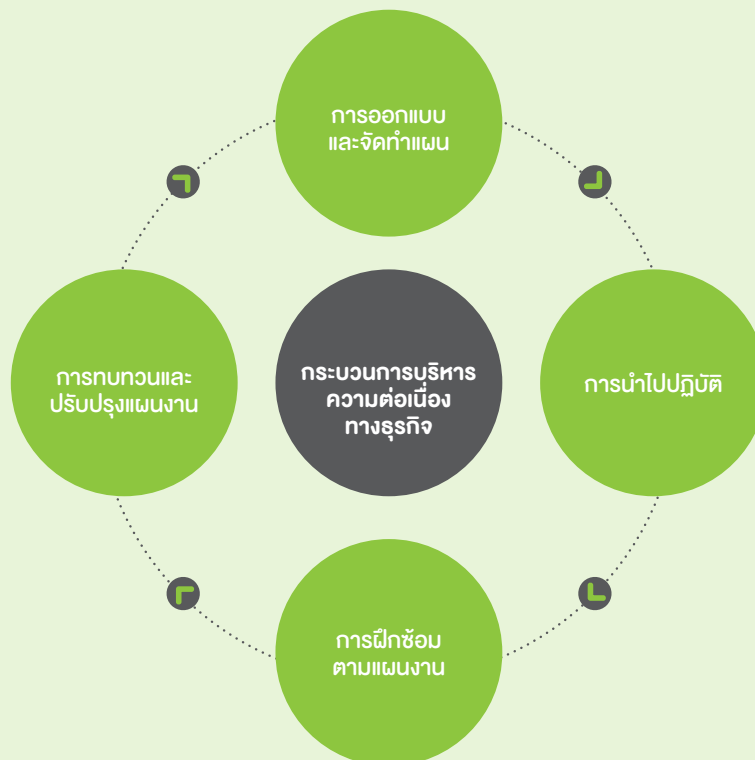 การออกแบบ
และจัดทำแผน
การทบทวนและ
ปรับปรุงแผนงาน
กระบวนการบริหาร
ความต่อเนื่อง
ทางธุรกิจ
การนำไปปฏิบัติ
การฝึกซ้อม
ตามแผนงาน